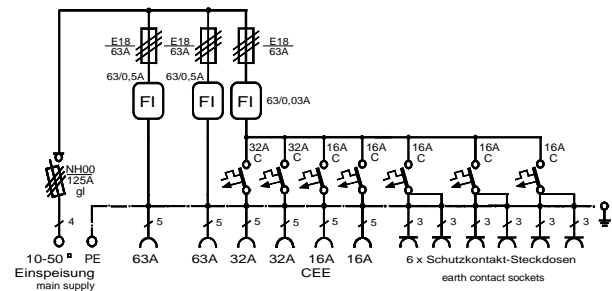 E18 E18 E18
63A 63A 63A
63/0,5A 63/0,5A
FI FI FI 63/0,03A
32A 32A 16A 16A 16A 16A 16A
C C C C C C C
NH00
125A
gl
4 5 5 5 5 5 5 3 3 3 3 3 3
10-50 PE 63A 63A 32A 32A 16A 16A 6 x Schutzkontakt-Steckdosen
Einspeisung CEE earth contact sockets
main supply